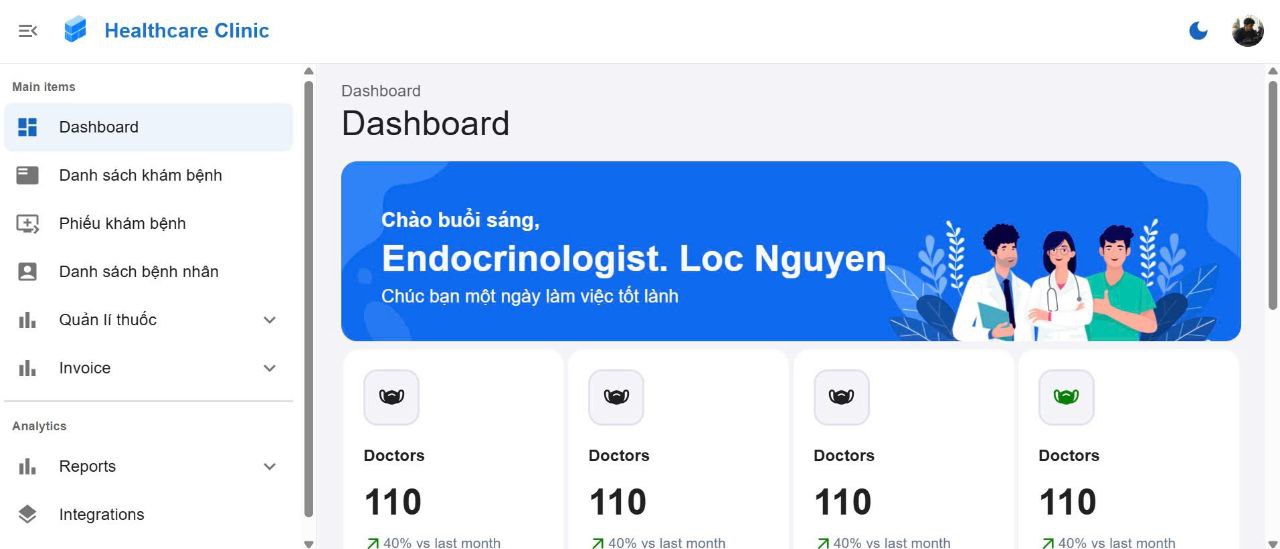 Healthcare Clinic
Main items
Dashboard
Danh sách khám bệnh
Phiếu khám bệnh
Danh sách bệnh nhân
Quản lí thuốc
Invoice
Analytics
Reports
Integrations
Dashboard
Dashboard
Chào buổi sáng,
Endocrinologist. Loc Nguyen
Chúc bạn một ngày làm việc tốt lành
Doctors
110
40% vs last month
Doctors
110
40% vs last month
Doctors
110
40% vs last month
Doctors
110
40% vs last month